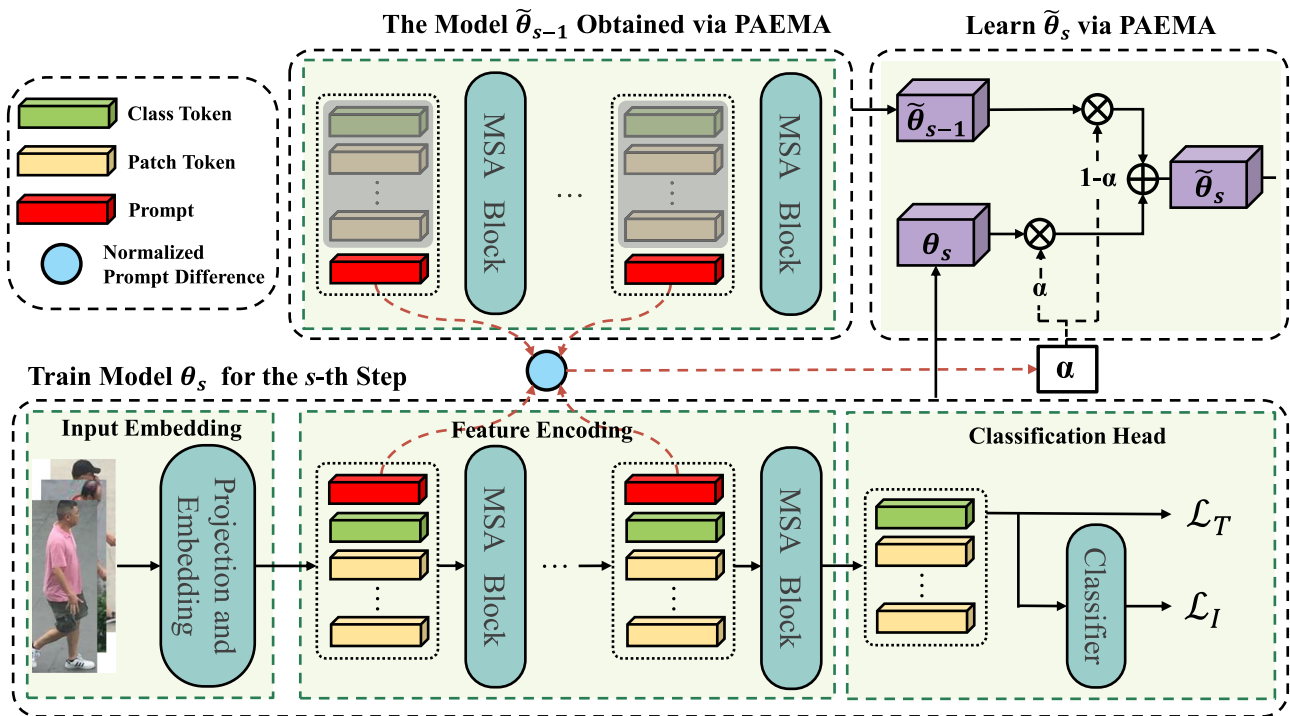 The Model θ̃ₛ₋₁ Obtained via PAEMA
Learn θ̃ₛ via PAEMA
Class Token
Patch Token
Prompt
Normalized
Prompt Difference
MSA Block
...
MSA Block
θ̃ₛ₋₁
θₛ
1-α
α
θ̃ₛ
α
Train Model θₛ for the s-th Step
Input Embedding
Feature Encoding
Classification Head
Projection and
Embedding
MSA Block
...
MSA Block
Classifier
ℒ_T
ℒ_I